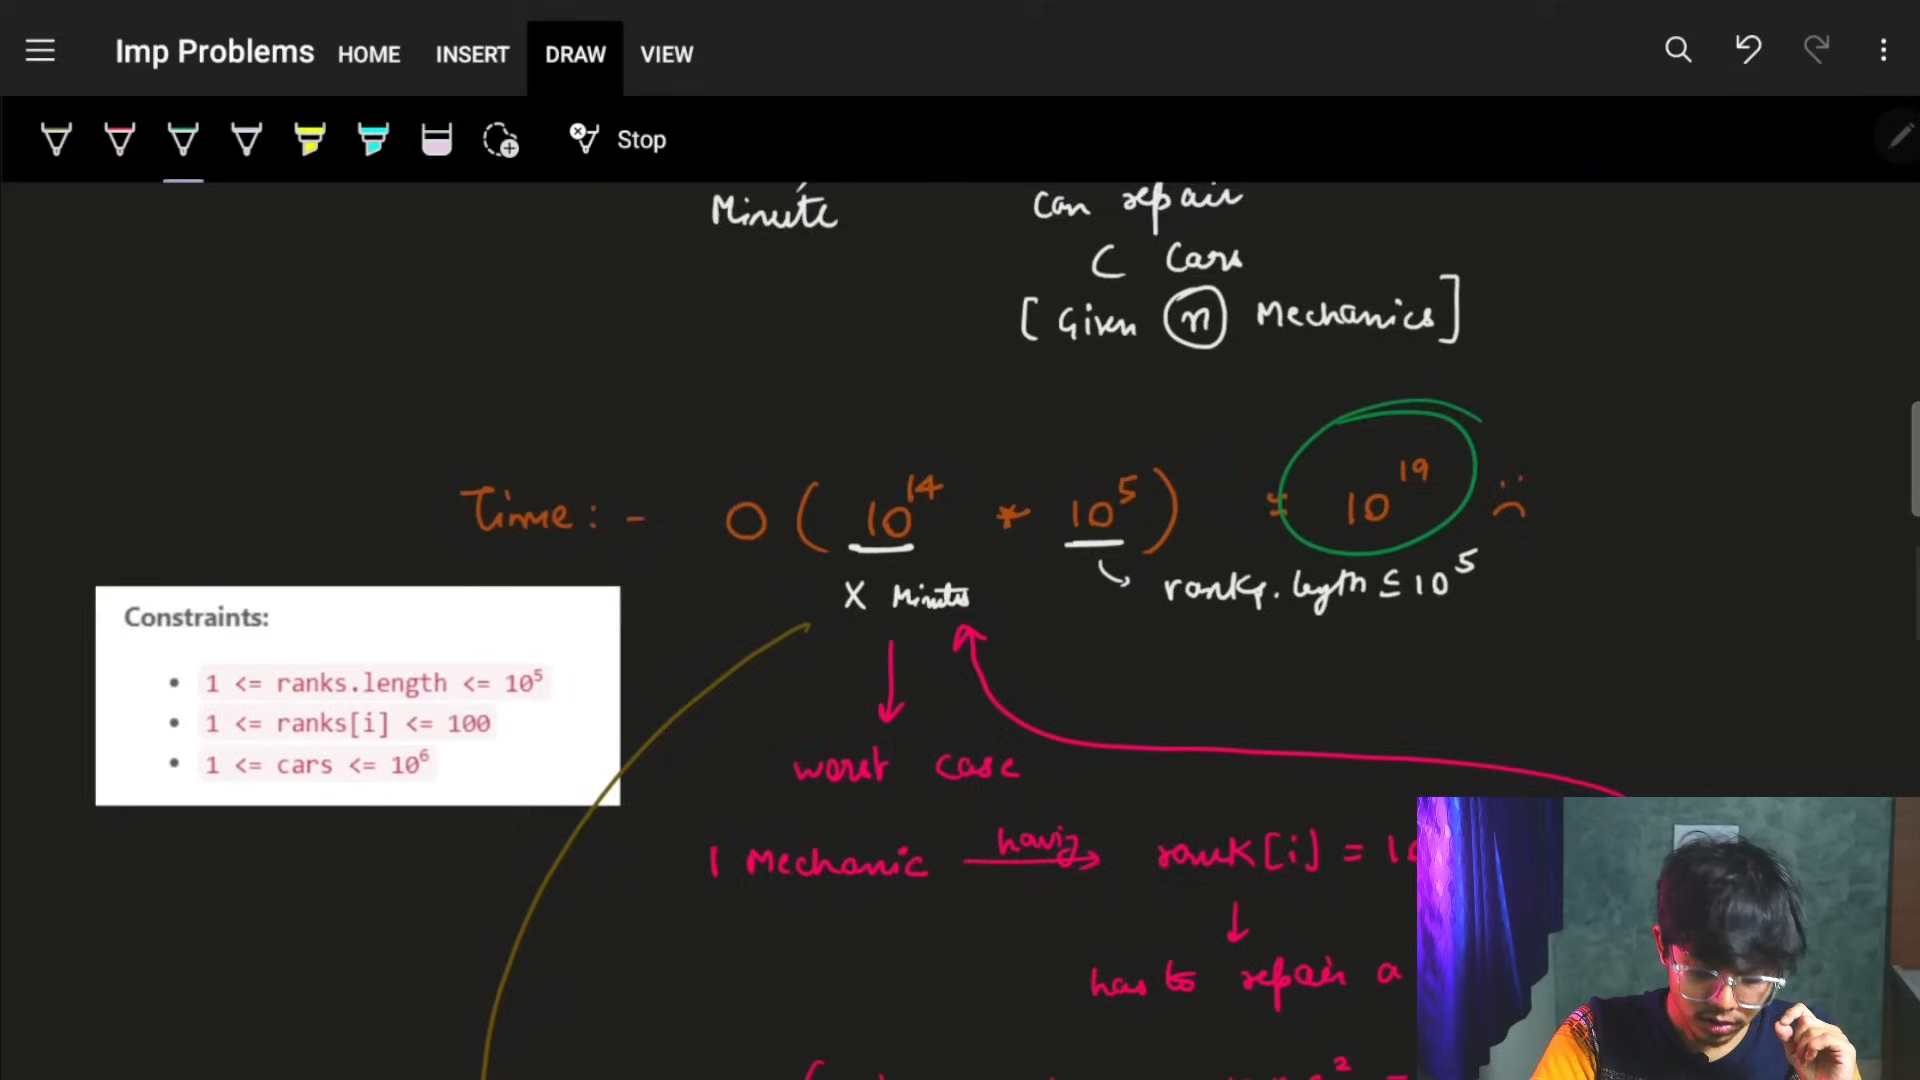 Imp Problems HOME INSERT DRAW VIEW
Stop
Minute
can repair
C Cars
[Given n Mechanics]
Time:- O(10^14 * 10^5) = 10^19
X Minutes
ranks.length ≤ 10^5
Constraints:
1 <= ranks.length <= 10^5
1 <= ranks[i] <= 100
1 <= cars <= 10^6
worst case
1 Mechanic having rank[i] = 10
has to repair a